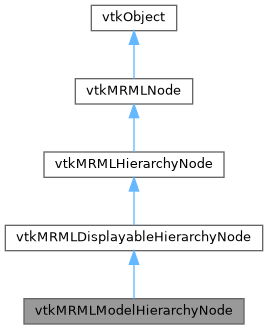 vtkObject
vtkMRMLNode
vtkMRMLHierarchyNode
vtkMRMLDisplayableHierarchyNode
vtkMRMLModelHierarchyNode